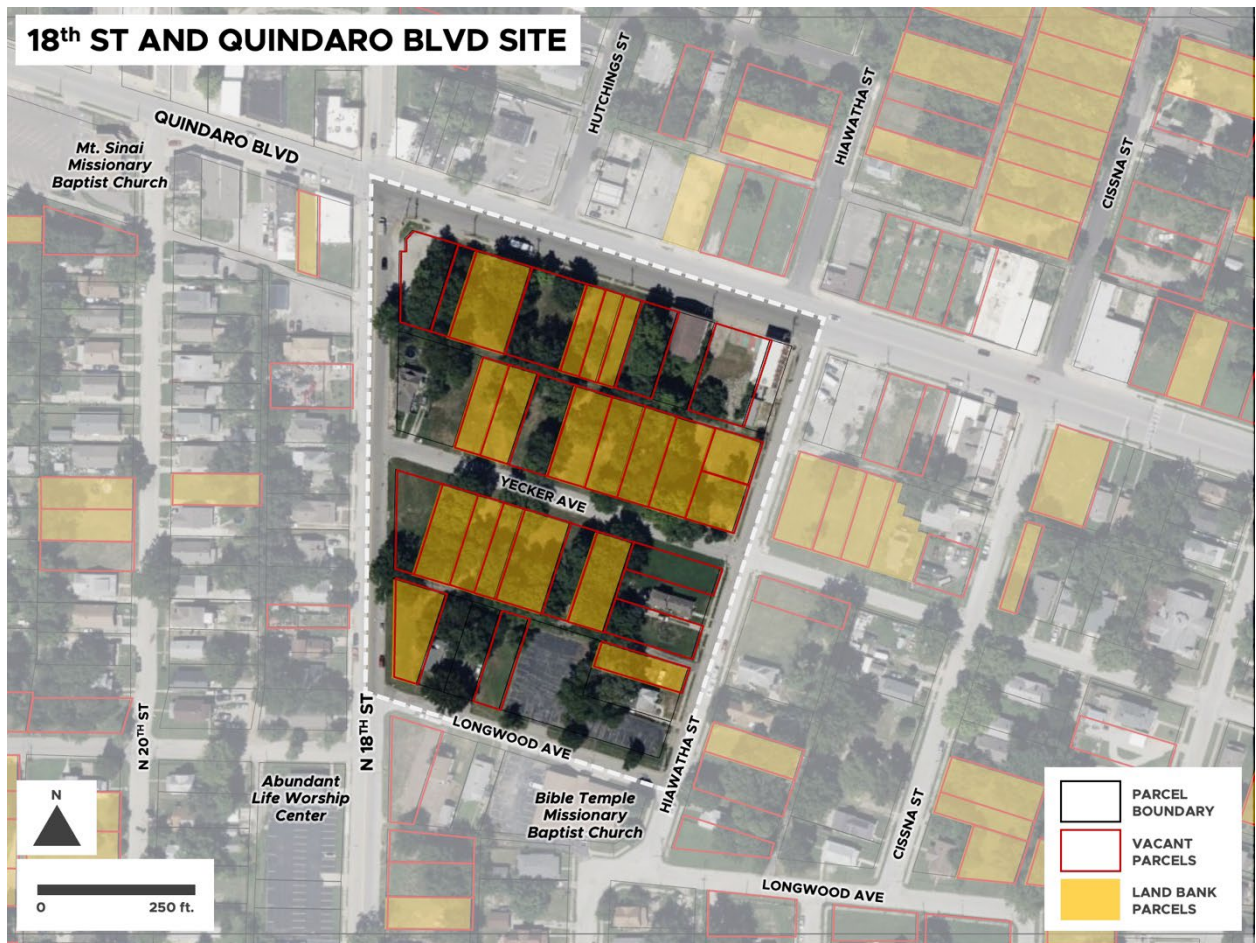 18th ST AND QUINDARO BLVD SITE
HUTCHINGS ST
HIAWATHA ST
CISSNA ST
QUINDARO BLVD
Mt. Sinai
Missionary
Baptist Church
YECKER AVE
N 20TH ST
N 18TH ST
LONGWOOD AVE
HIAWATHA ST
CISSNA ST
Abundant
Life Worship
Center
Bible Temple
Missionary
Baptist Church
LONGWOOD AVE
N
0 250 ft.
PARCEL
BOUNDARY
VACANT
PARCELS
LAND BANK
PARCELS